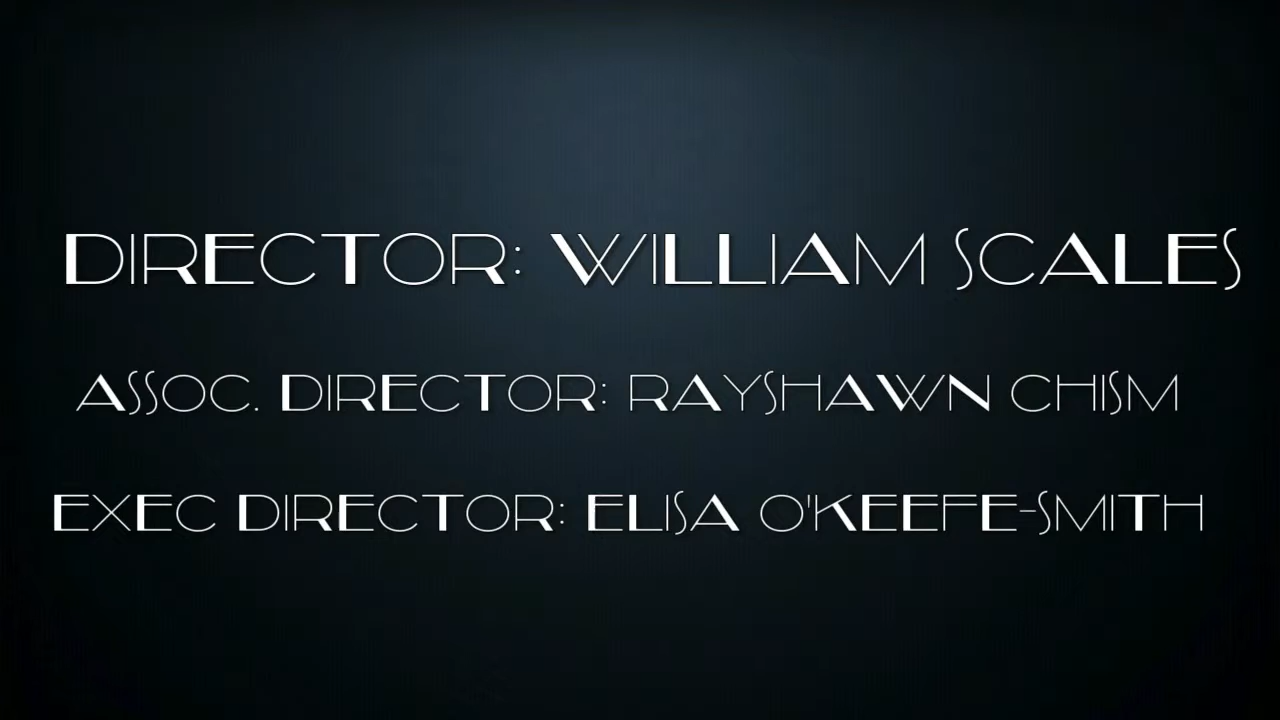 DIRECTOR: WILLIAM SCALES
ASSOC. DIRECTOR: RAYSHAWN CHISM
EXEC DIRECTOR: ELISA O'KEEFE-SMITH